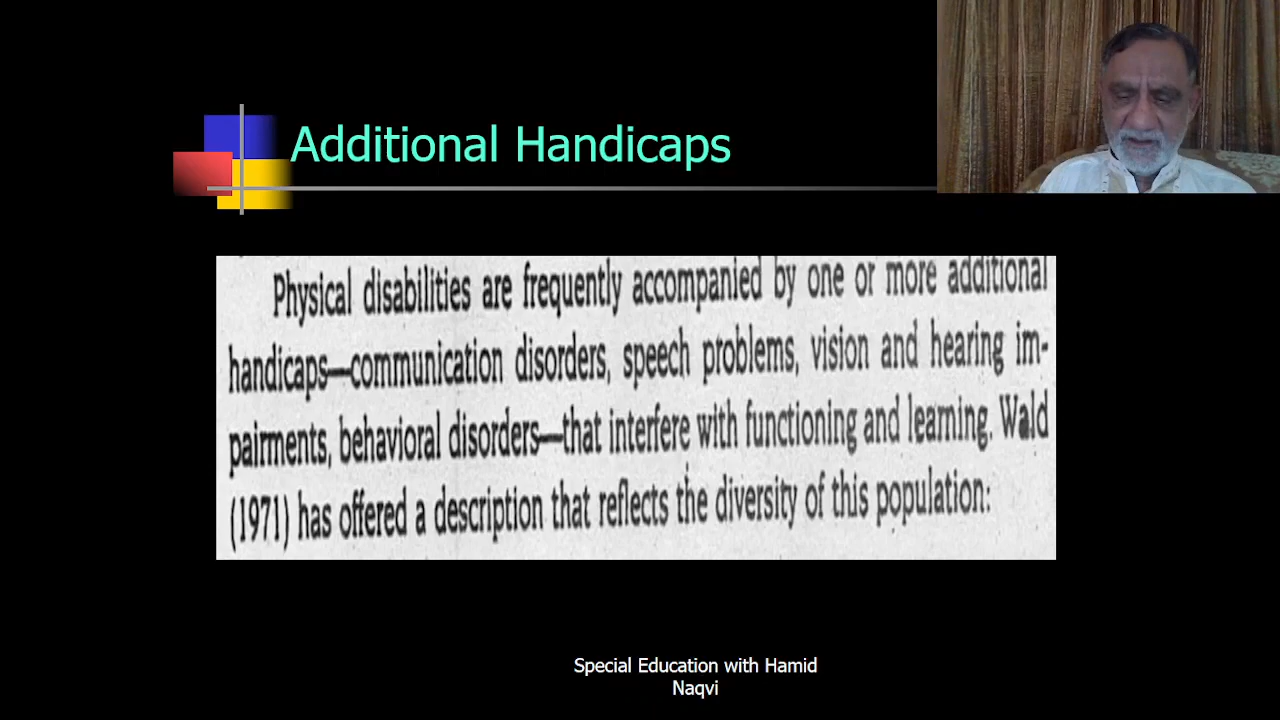 Additional Handicaps
Physical disabilities are frequently accompanied by one or more additional
handicaps—communication disorders, speech problems, vision and hearing im-
pairments, behavioral disorders—that interfere with functioning and learning. Wald
(1971) has offered a description that reflects the diversity of this population:
Special Education with Hamid
Naqvi